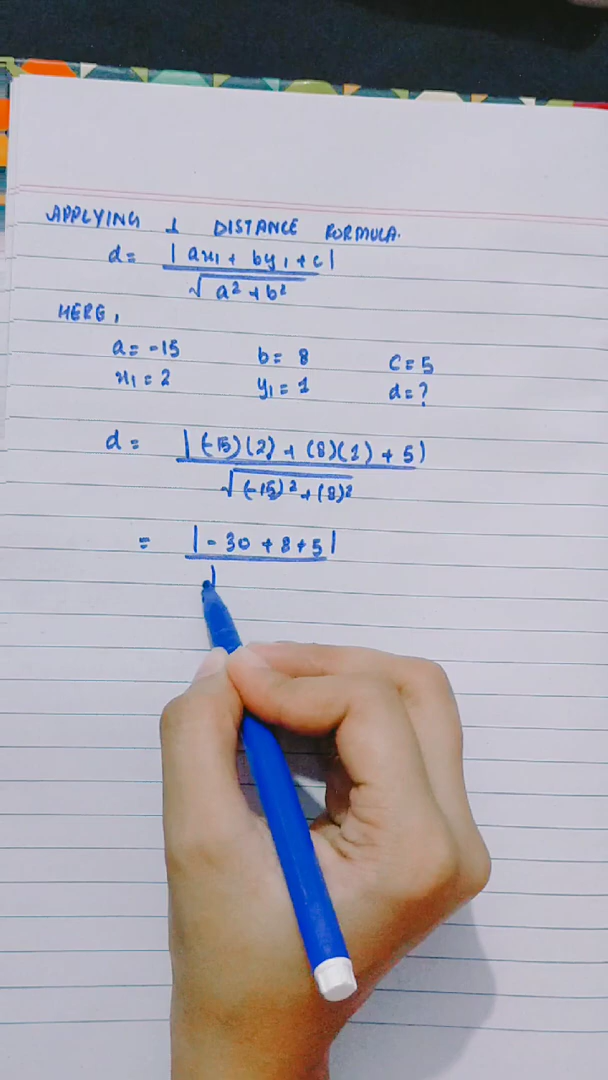 APPLYING ⊥ DISTANCE FORMULA.
d = |ax₁ + by₁ + c|
√a² + b²
HERE,
a = -15 b = 8 c = 5
x₁ = 2 y₁ = 1 d = ?
d = |(-15)(2) + (8)(1) + 5|
√(-15)² + (8)²
= |-30 + 8 + 5|